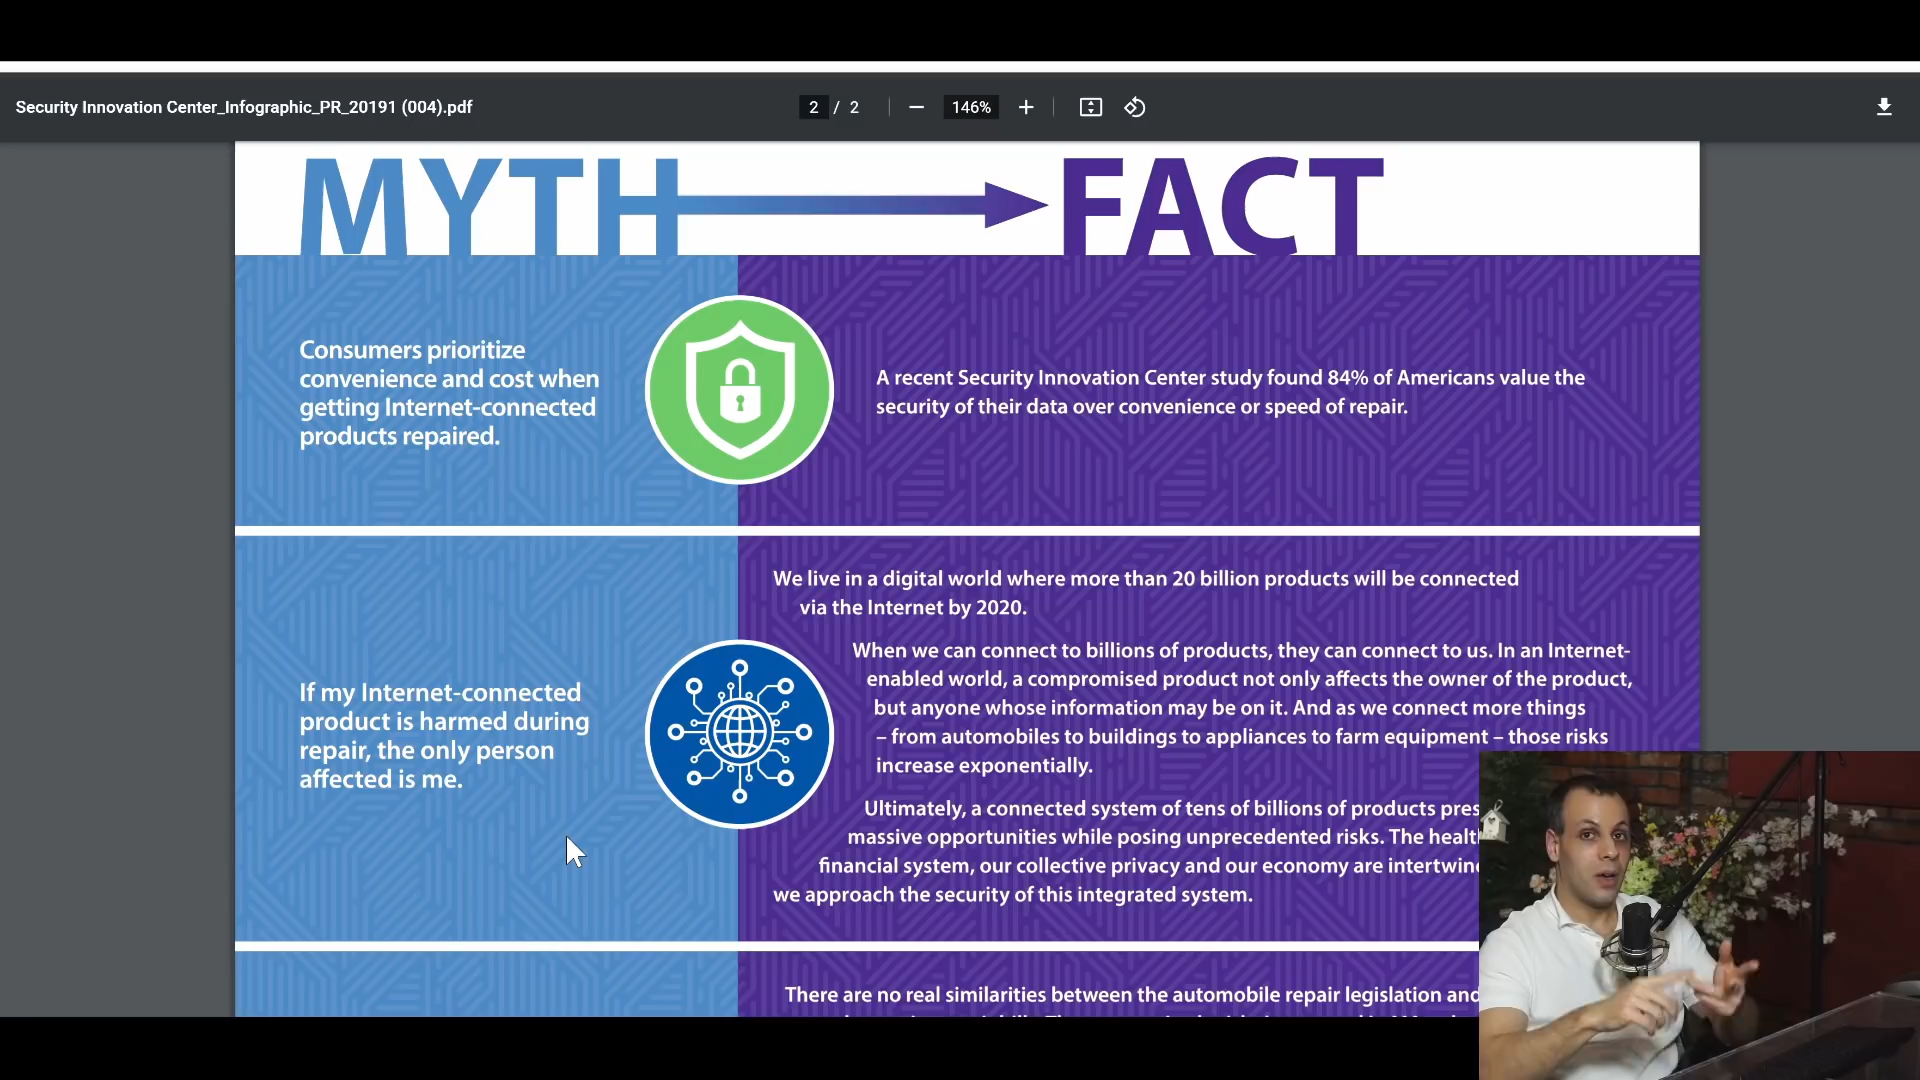 Security Innovation Center_Infographic_PR_20191 (004).pdf
2 / 2
146%
MYTH FACT
Consumers prioritize
convenience and cost when
getting Internet-connected
products repaired.
A recent Security Innovation Center study found 84% of Americans value the
security of their data over convenience or speed of repair.
If my Internet-connected
product is harmed during
repair, the only person
affected is me.
We live in a digital world where more than 20 billion products will be connected
via the Internet by 2020.
When we can connect to billions of products, they can connect to us. In an Internet-
enabled world, a compromised product not only affects the owner of the product,
but anyone whose information may be on it. And as we connect more things
– from automobiles to buildings to appliances to farm equipment – those risks
increase exponentially.
Ultimately, a connected system of tens of billions of products
massive opportunities while posing unprecedented risks. The
financial system, our collective privacy and our economy are
we approach the security of this integrated system.
There are no real similarities between the automobile repair legislation and